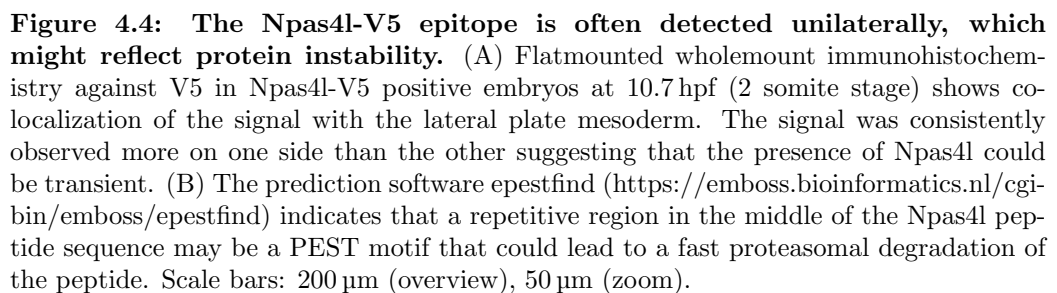 Figure 4.4: The Npas4l-V5 epitope is often detected unilaterally, which
might reflect protein instability. (A) Flatmounted wholemount immunohistochem-
istry against V5 in Npas4l-V5 positive embryos at 10.7 hpf (2 somite stage) shows co-
localization of the signal with the lateral plate mesoderm. The signal was consistently
observed more on one side than the other suggesting that the presence of Npas4l could
be transient. (B) The prediction software epestfind (https://emboss.bioinformatics.nl/cgi-
bin/emboss/epestfind) indicates that a repetitive region in the middle of the Npas4l pep-
tide sequence may be a PEST motif that could lead to a fast proteasomal degradation of
the peptide. Scale bars: 200 µm (overview), 50 µm (zoom).